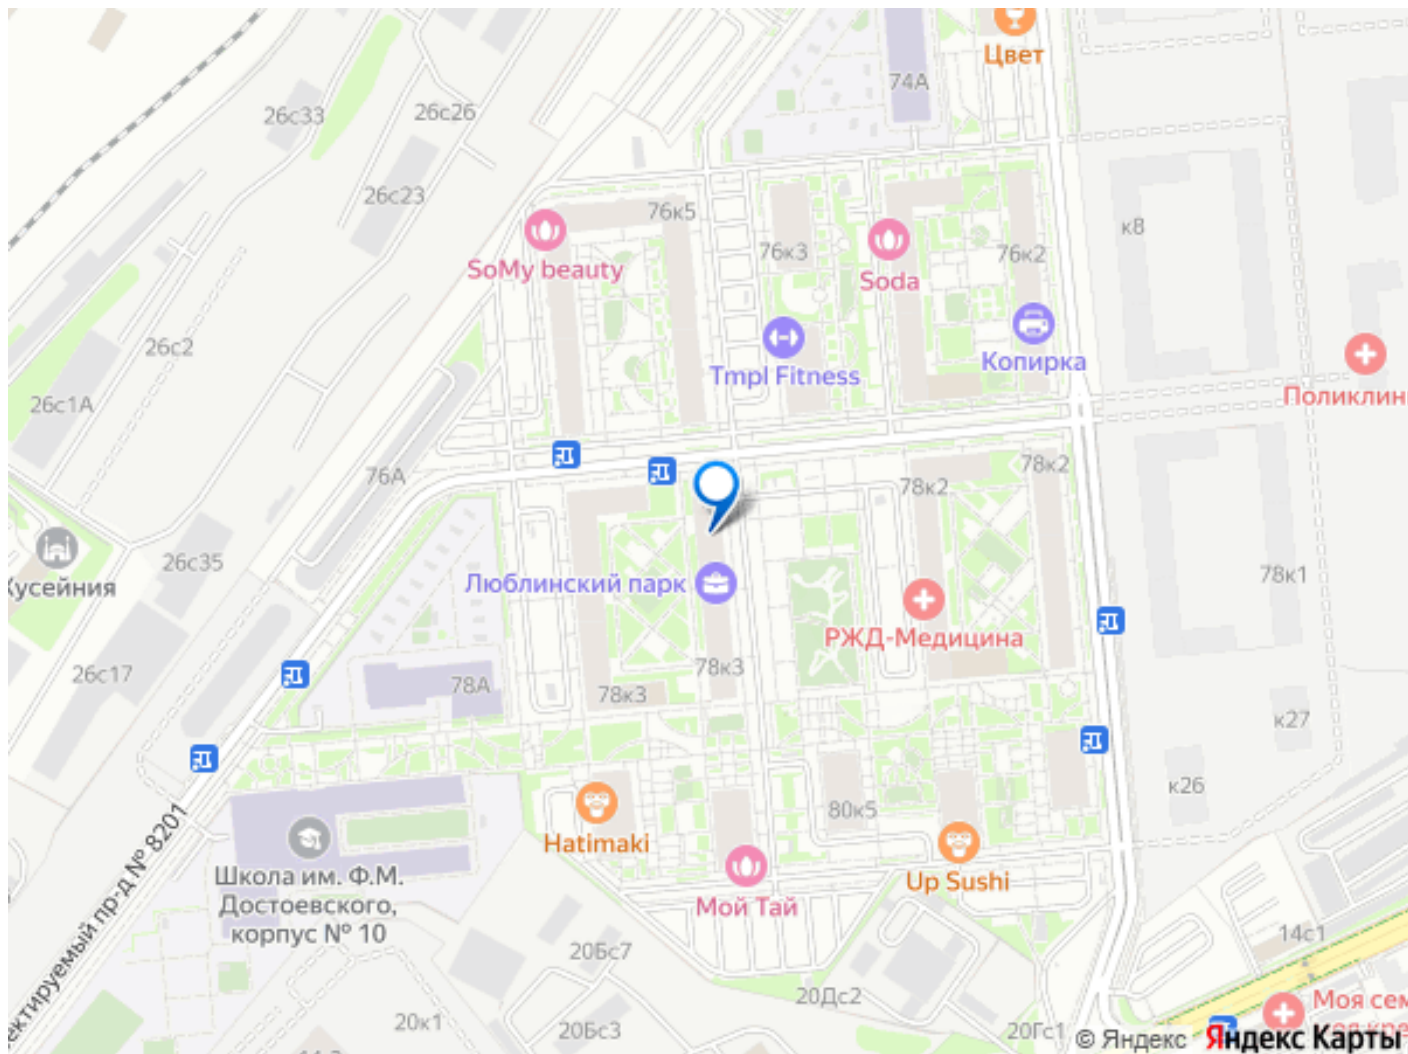 Цвет
74А
26с33
26с26
26с23
76к5
76к3
76к2
к8
SoMy beauty
Soda
26с2
Tmpl Fitness
Копирка
26с1А
Поликлин
76А
78к2
78к2
26с35
78к1
Хусейния
Люблинский парк
РЖД-Медицина
26с17
78А
78к3
78к3
к27
к26
80к5
Hatimaki
Up Sushi
Школа им. Ф.М.
Достоевского,
корпус № 10
Мой Тай
ектируемый пр-д № 8201
20Бс7
14с1
20Дс2
Моя сем
20к1
20Бс3
20Гс1
© Яндекс Яндекс Карты